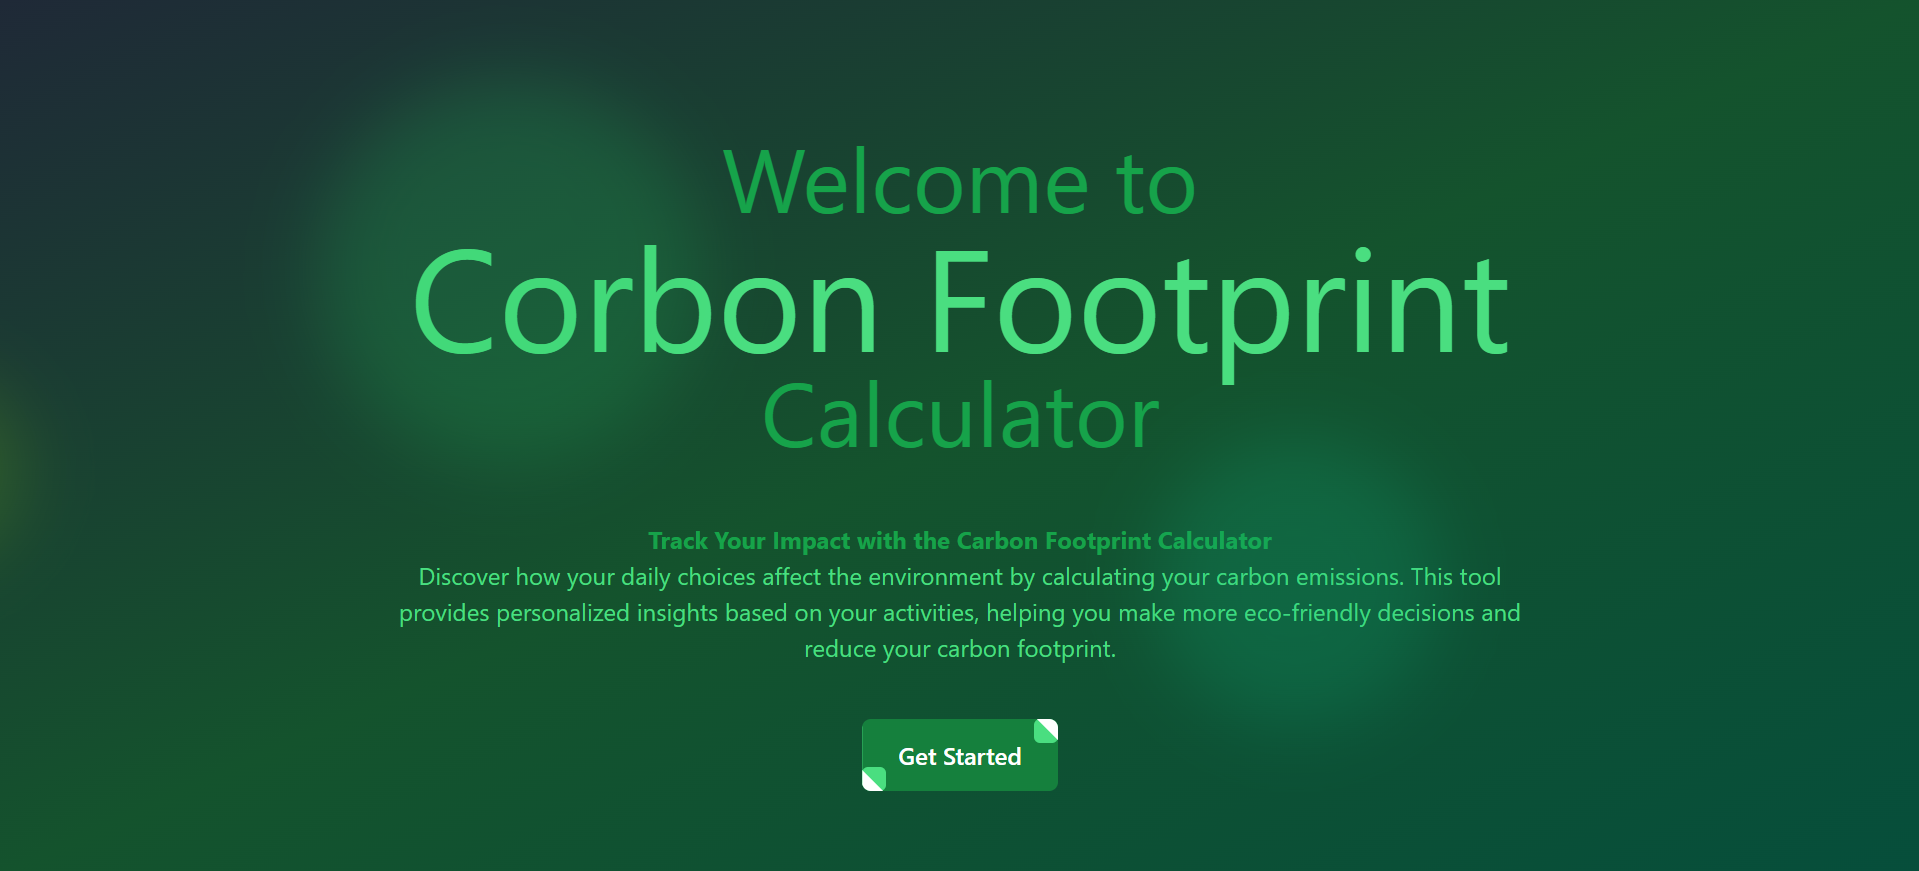 Welcome to
Corbon Footprint
Calculator
Track Your Impact with the Carbon Footprint Calculator
Discover how your daily choices affect the environment by calculating your carbon emissions. This tool
provides personalized insights based on your activities, helping you make more eco-friendly decisions and
reduce your carbon footprint.
Get Started